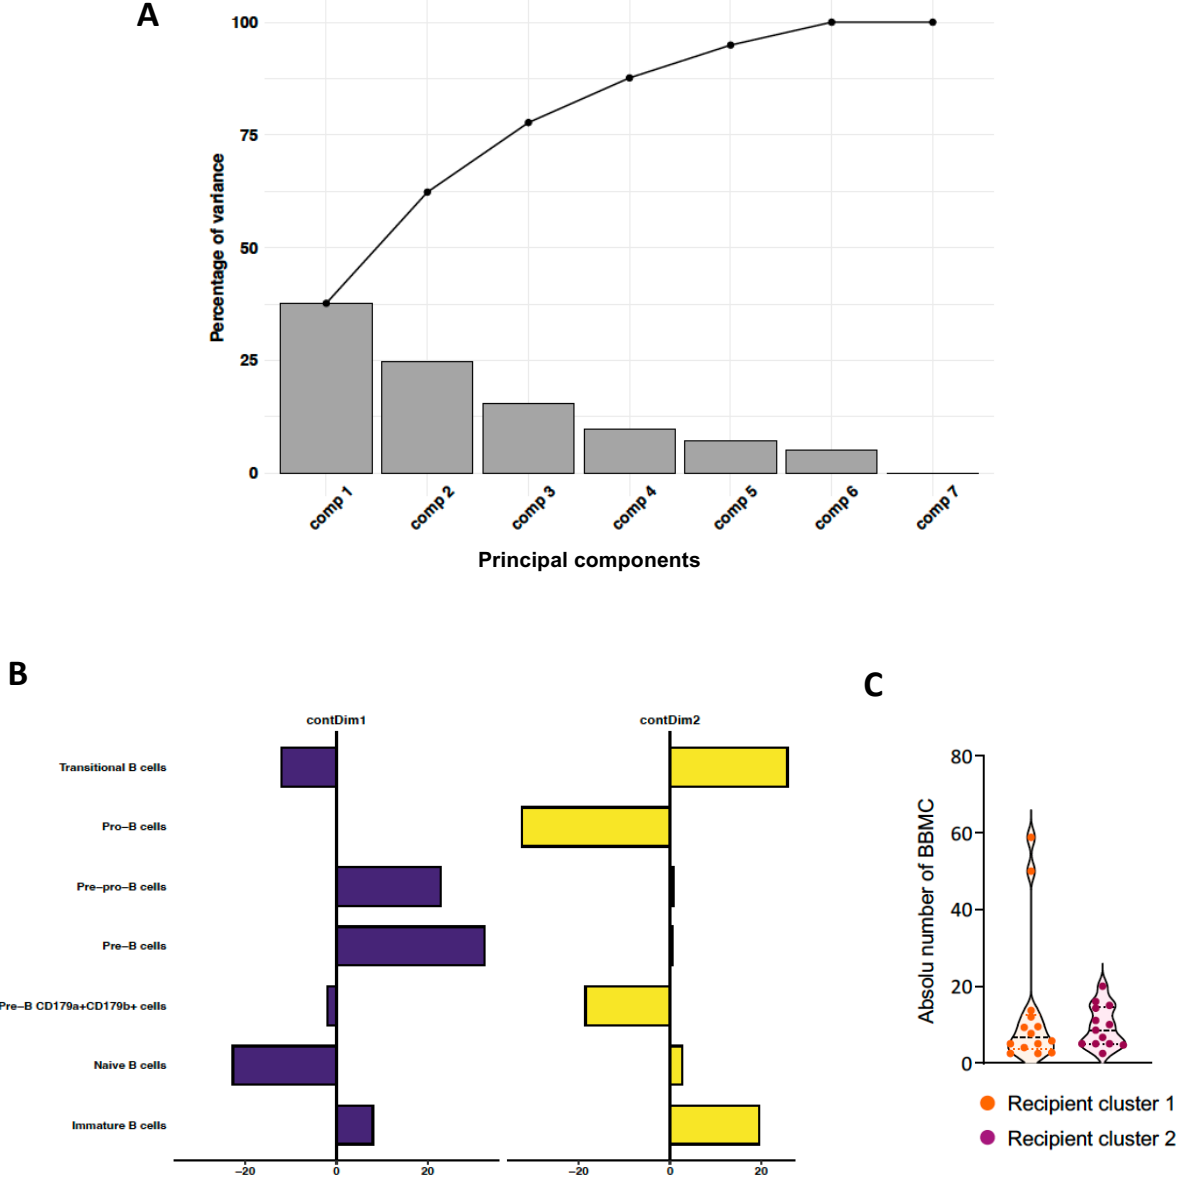 A
100
75
50
25
0
Percentage of variance
comp 1
comp 2
comp 3
comp 4
comp 5
comp 6
comp 7
Principal components
B
contDim1
contDim2
Transitional B cells
Pro–B cells
Pre–pro–B cells
Pre–B cells
Pre–B CD179a+CD179b+ cells
Naive B cells
Immature B cells
–20 0 20
–20 0 20
C
Absolu number of BBMC
80
60
40
20
0
Recipient cluster 1
Recipient cluster 2